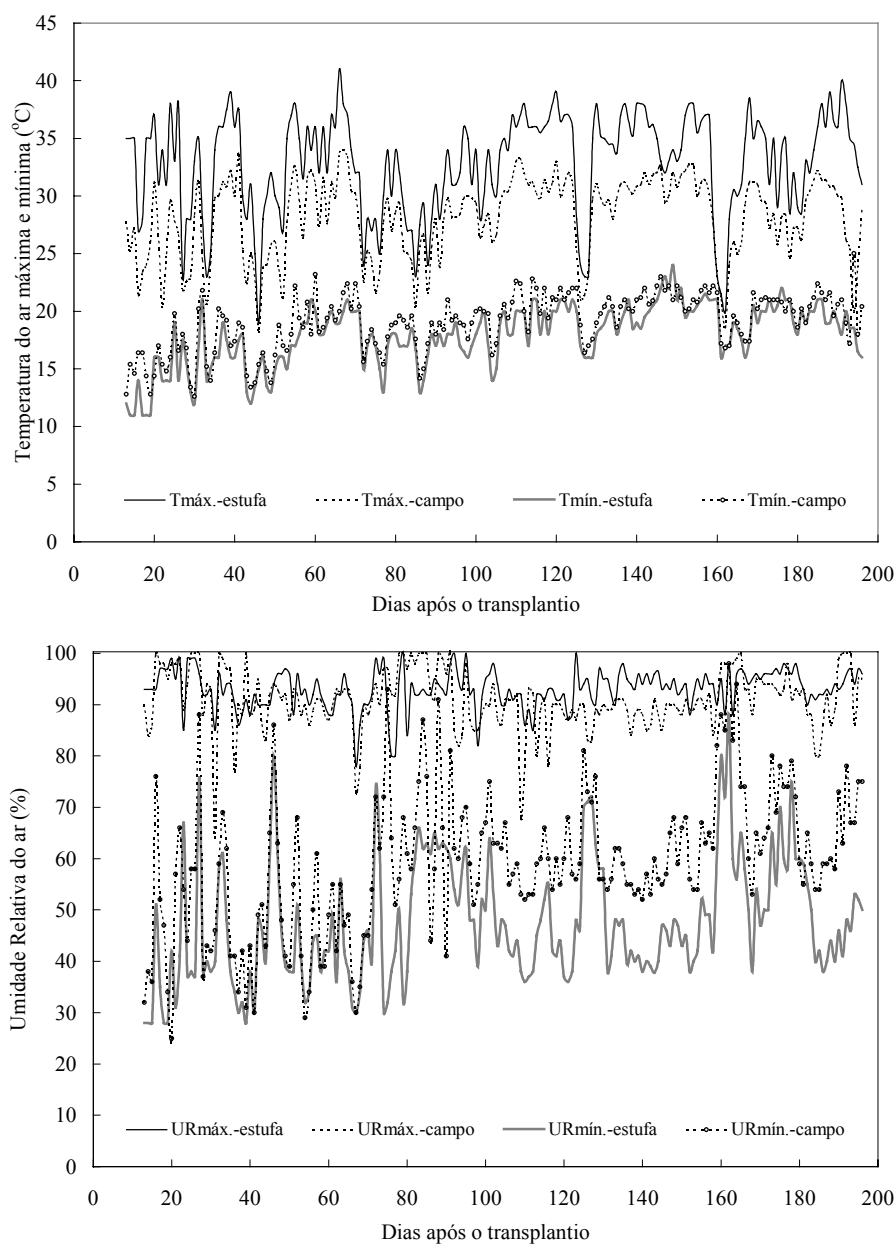 45
40
35
30
25
20
15
10
5
0
Temperatura do ar máxima e mínima (°C)
Tmáx.-estufa Tmáx.-campo Tmín.-estufa Tmín.-campo
0 20 40 60 80 100 120 140 160 180 200
Dias após o transplantio
100
90
80
70
60
50
40
30
20
10
0
Umidade Relativa do ar (%)
URmáx.-estufa URmáx.-campo URmín.-estufa URmín.-campo
0 20 40 60 80 100 120 140 160 180 200
Dias após o transplantio